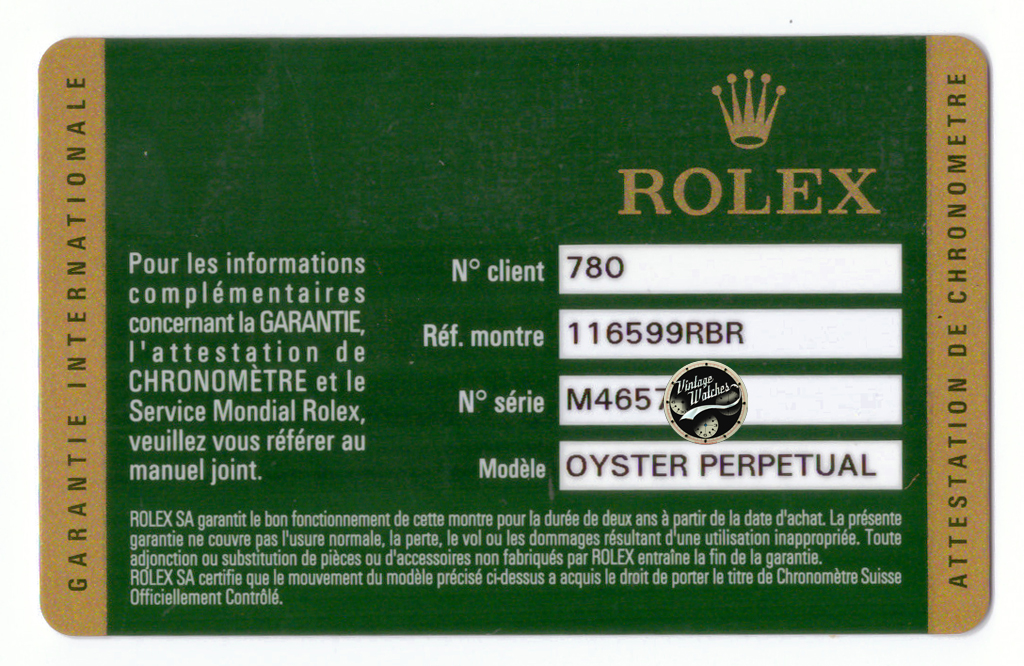 GARANTIE INTERNATIONALE
ROLEX
Pour les informations
complémentaires
concernant la GARANTIE,
l'attestation de
CHRONOMÈTRE et le
Service Mondial Rolex,
veuillez vous référer au
manuel joint.
N° client 780
Réf. montre 116599RBR
N° série M4657
Vintage
Watches
Modèle OYSTER PERPETUAL
ROLEX SA garantit le bon fonctionnement de cette montre pour la durée de deux ans à partir de la date d'achat. La présente
garantie ne couvre pas l'usure normale, la perte, le vol ou les dommages résultant d'une utilisation inappropriée. Toute
adjonction ou substitution de pièces ou d'accessoires non fabriqués par ROLEX entraîne la fin de la garantie.
ROLEX SA certifie que le mouvement du modèle précisé ci-dessus a acquis le droit de porter le titre de Chronomètre Suisse
Officiellement Contrôlé.
ATTESTATION DE CHRONOMETRE